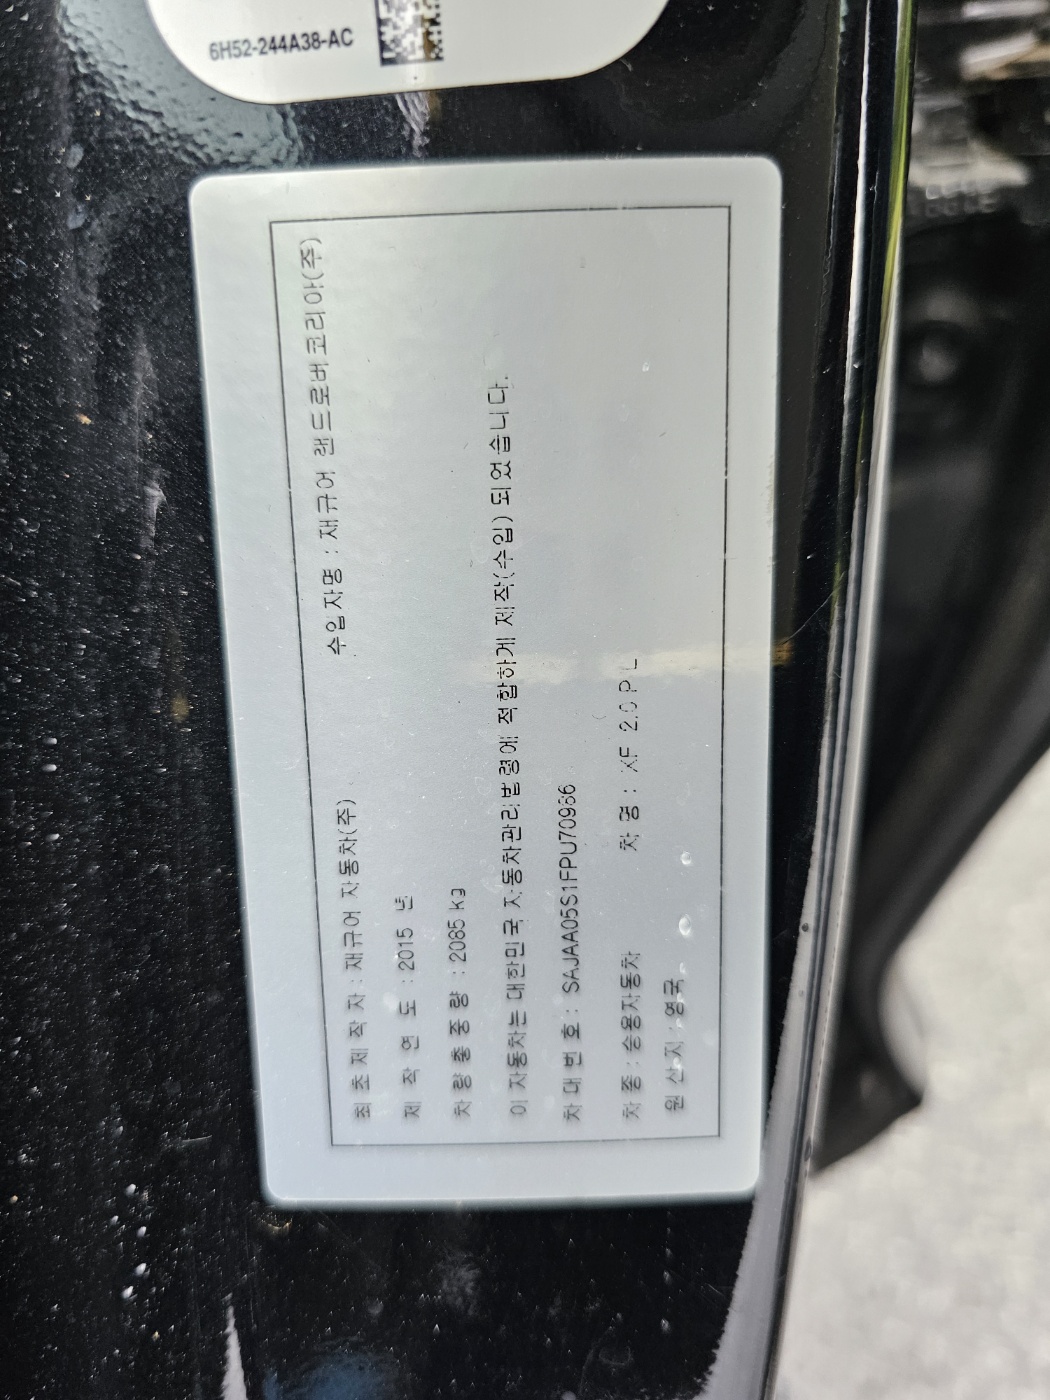 6H52-244A38-AC
최 초 제 작 자 : 재규어 자동차(주) 수입자명 : 재규어 랜드로버코리아(주)
제 작 연 도 : 2015 년
차 량 총 중 량 : 2085 kg
이 자동차는 대한민국 자동차관리법령에 적합하게 제작(수입) 되었습니다.
차 대 번 호 : SAJAA05S1FPU70966
차 종 : 승용자동차 차 명 : XF 2.0 P L
원 산 지 : 영국